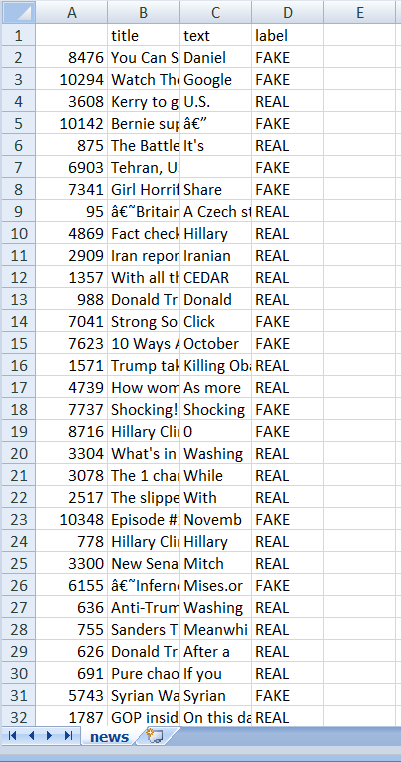 A B C D E
1 title text label
2 8476 You Can S Daniel FAKE
3 10294 Watch The Google FAKE
4 3608 Kerry to g U.S. REAL
5 10142 Bernie sup â€” FAKE
6 875 The Battle It's REAL
7 6903 Tehran, U FAKE
8 7341 Girl Horrif Share FAKE
9 95 â€˜Britain A Czech st REAL
10 4869 Fact check Hillary REAL
11 2909 Iran repor Iranian REAL
12 1357 With all th CEDAR REAL
13 988 Donald Tr Donald REAL
14 7041 Strong So Click FAKE
15 7623 10 Ways A October FAKE
16 1571 Trump tak Killing Oba REAL
17 4739 How wom As more REAL
18 7737 Shocking! Shocking FAKE
19 8716 Hillary Cli 0 FAKE
20 3304 What's in Washing REAL
21 3078 The 1 cha While REAL
22 2517 The slippe With REAL
23 10348 Episode # Novemb FAKE
24 778 Hillary Cli Hillary REAL
25 3300 New Sena Mitch REAL
26 6155 â€˜Inferno Mises.or FAKE
27 636 Anti-Trum Washing REAL
28 755 Sanders T Meanwhi REAL
29 626 Donald Tr After a REAL
30 691 Pure chao If you REAL
31 5743 Syrian Wa Syrian FAKE
32 1787 GOP insid On this da REAL
news